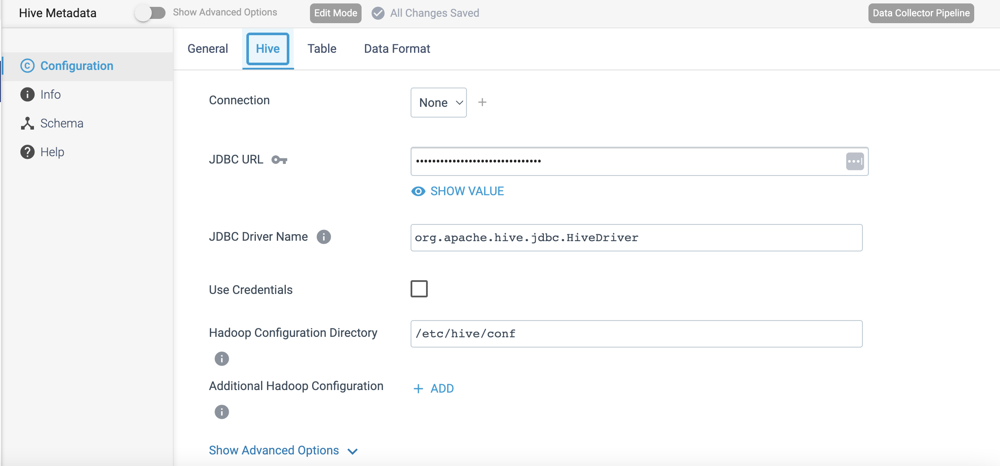 Hive Metadata Show Advanced Options Edit Mode All Changes Saved Data Collector Pipeline
General Hive Table Data Format
Configuration
Info
Schema
Help
Connection None
JDBC URL •••••••••••••••••••••••••••••••
SHOW VALUE
JDBC Driver Name org.apache.hive.jdbc.HiveDriver
Use Credentials
Hadoop Configuration Directory /etc/hive/conf
Additional Hadoop Configuration + ADD
Show Advanced Options